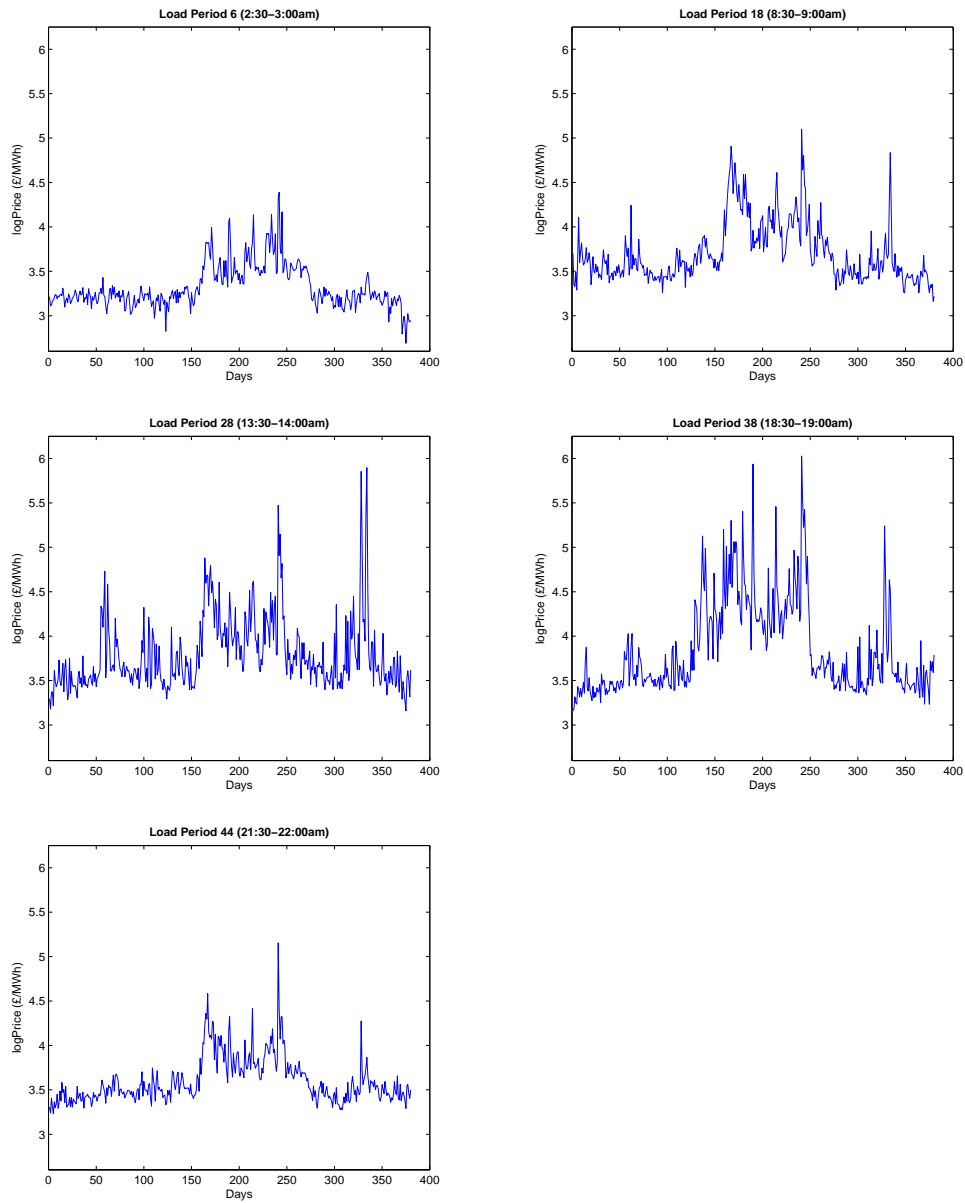 Load Period 6 (2:30−3:00am)
6
5.5
5
4.5
4
3.5
3
logPrice (£/MWh)
0 50 100 150 200 250 300 350 400
Days
Load Period 18 (8:30−9:00am)
6
5.5
5
4.5
4
3.5
3
logPrice (£/MWh)
0 50 100 150 200 250 300 350 400
Days
Load Period 28 (13:30−14:00am)
6
5.5
5
4.5
4
3.5
3
logPrice (£/MWh)
0 50 100 150 200 250 300 350 400
Days
Load Period 38 (18:30−19:00am)
6
5.5
5
4.5
4
3.5
3
logPrice (£/MWh)
0 50 100 150 200 250 300 350 400
Days
Load Period 44 (21:30−22:00am)
6
5.5
5
4.5
4
3.5
3
logPrice (£/MWh)
0 50 100 150 200 250 300 350 400
Days